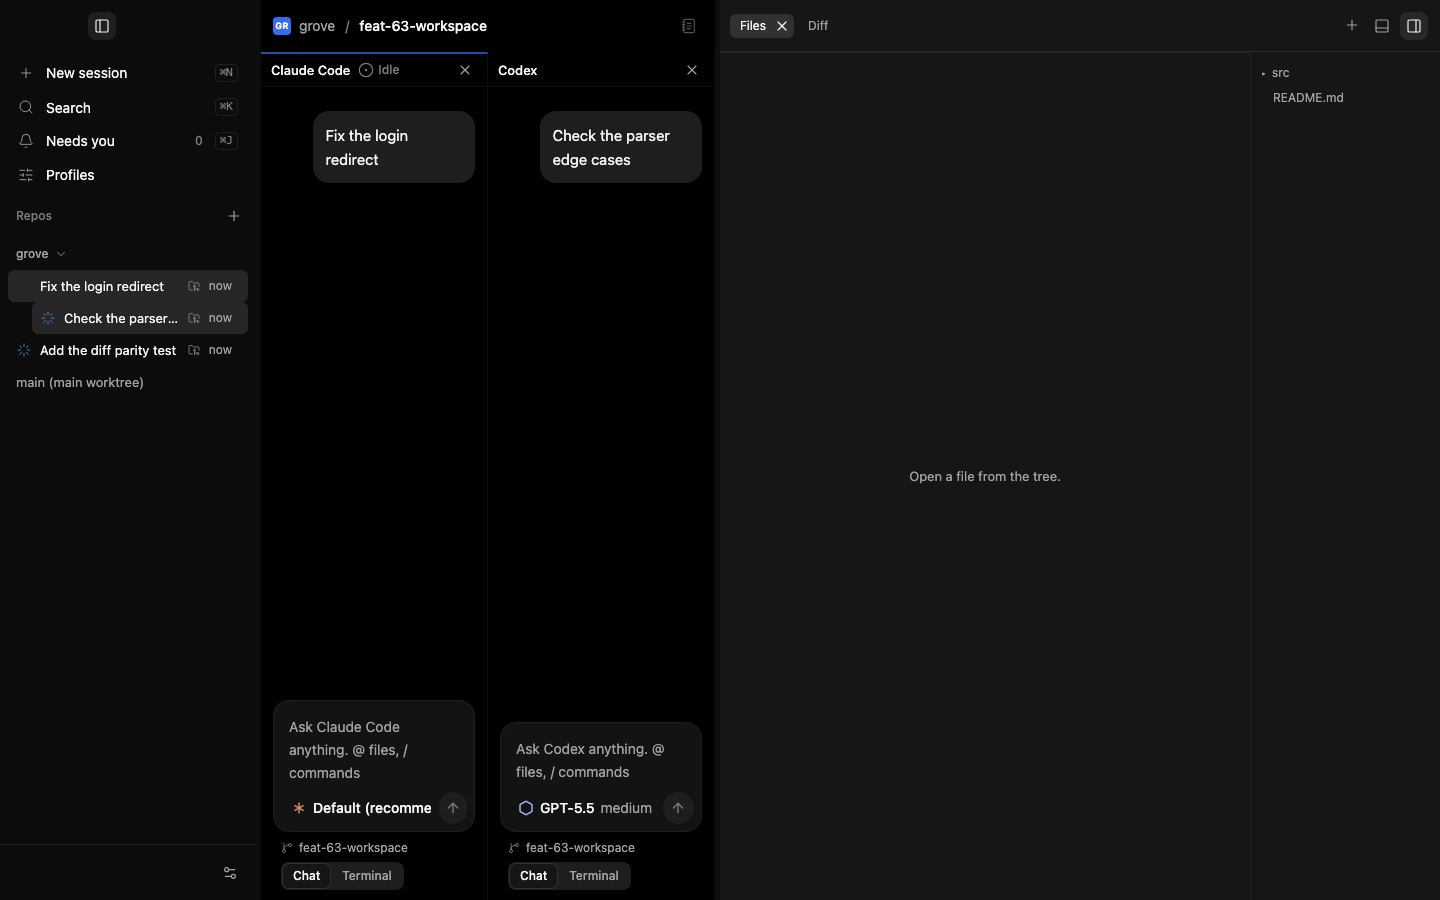 New session ⌘N
Search ⌘K
Needs you 0 ⌘J
Profiles
Repos
grove
Fix the login redirect now
Check the parser... now
Add the diff parity test now
main (main worktree)
GR grove / feat-63-workspace
Claude Code Idle
Fix the login
redirect
Ask Claude Code
anything. @ files, /
commands
Default (recomme
feat-63-workspace
Chat Terminal
Codex
Check the parser
edge cases
Ask Codex anything. @
files, / commands
GPT-5.5 medium
feat-63-workspace
Chat Terminal
Files Diff
Open a file from the tree.
src
README.md